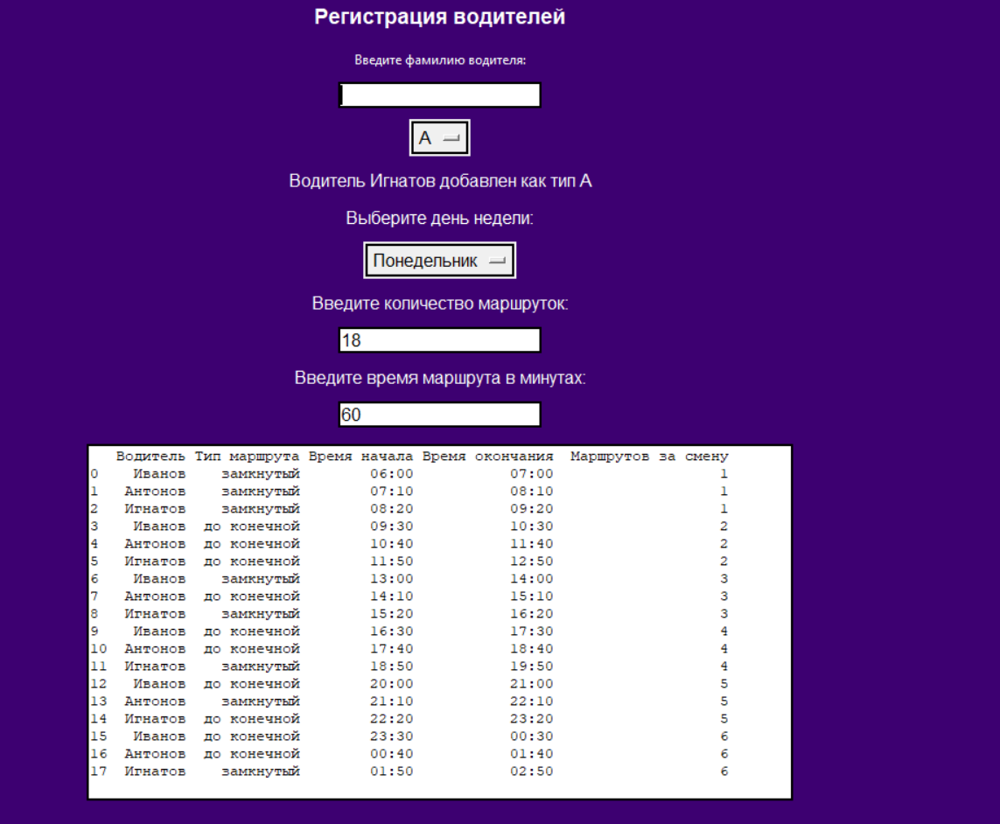 Регистрация водителей
Введите фамилию водителя:
А
Водитель Игнатов добавлен как тип А
Выберите день недели:
Понедельник
Введите количество маршруток:
18
Введите время маршрута в минутах:
60
Водитель Тип маршрута Время начала Время окончания Маршрутов за смену
0 Иванов замкнутый 06:00 07:00 1
1 Антонов замкнутый 07:10 08:10 1
2 Игнатов замкнутый 08:20 09:20 1
3 Иванов до конечной 09:30 10:30 2
4 Антонов до конечной 10:40 11:40 2
5 Игнатов до конечной 11:50 12:50 2
6 Иванов замкнутый 13:00 14:00 3
7 Антонов до конечной 14:10 15:10 3
8 Игнатов замкнутый 15:20 16:20 3
9 Иванов до конечной 16:30 17:30 4
10 Антонов до конечной 17:40 18:40 4
11 Игнатов замкнутый 18:50 19:50 4
12 Иванов до конечной 20:00 21:00 5
13 Антонов замкнутый 21:10 22:10 5
14 Игнатов до конечной 22:20 23:20 5
15 Иванов до конечной 23:30 00:30 6
16 Антонов до конечной 00:40 01:40 6
17 Игнатов замкнутый 01:50 02:50 6